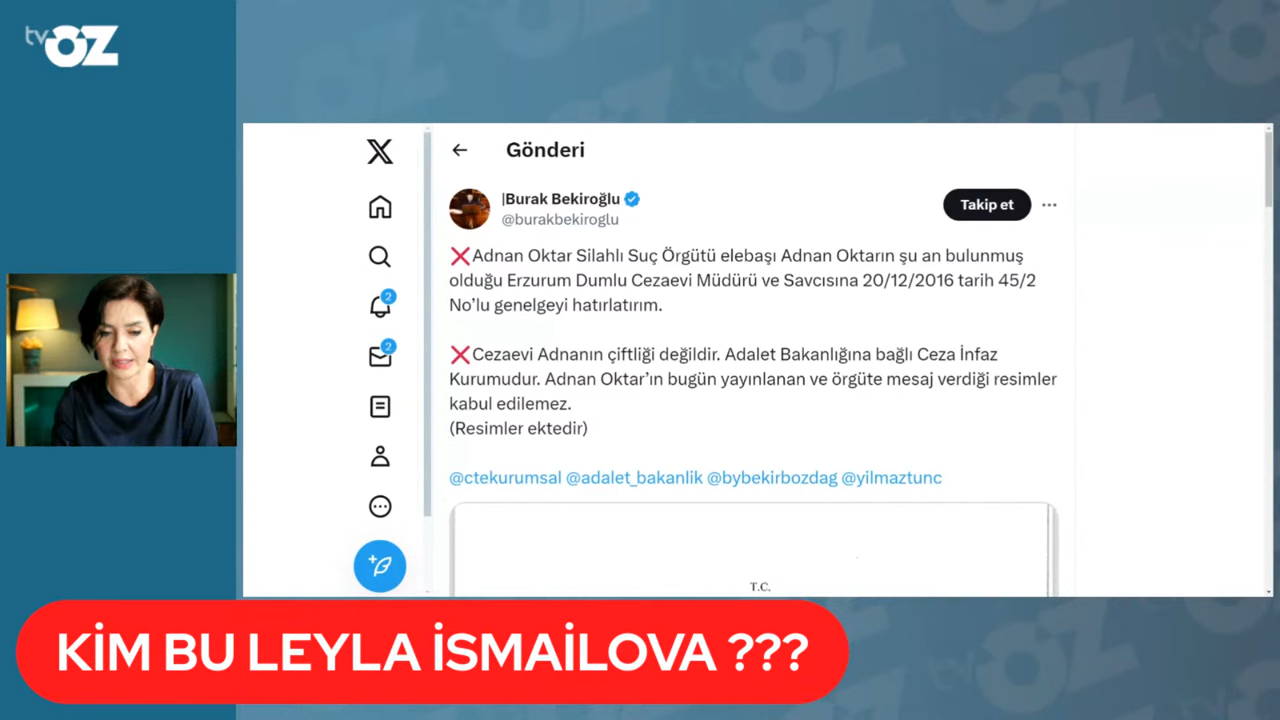 tv ÖZ
Gönderi
|Burak Bekiroğlu
@burakbekiroglu
Takip et
❌Adnan Oktar Silahlı Suç Örgütü elebaşı Adnan Oktarın şu an bulunmuş
olduğu Erzurum Dumlu Cezaevi Müdürü ve Savcısına 20/12/2016 tarih 45/2
No’lu genelgeyi hatırlatırım.
❌Cezaevi Adnanın çiftliği değildir. Adalet Bakanlığına bağlı Ceza İnfaz
Kurumudur. Adnan Oktar’ın bugün yayınlanan ve örgüte mesaj verdiği resimler
kabul edilemez.
(Resimler ektedir)
@ctekurumsal @adalet_bakanlik @bybekirbozdag @yilmaztunc
2
2
T.C.
KİM BU LEYLA İSMAİLOVA ???